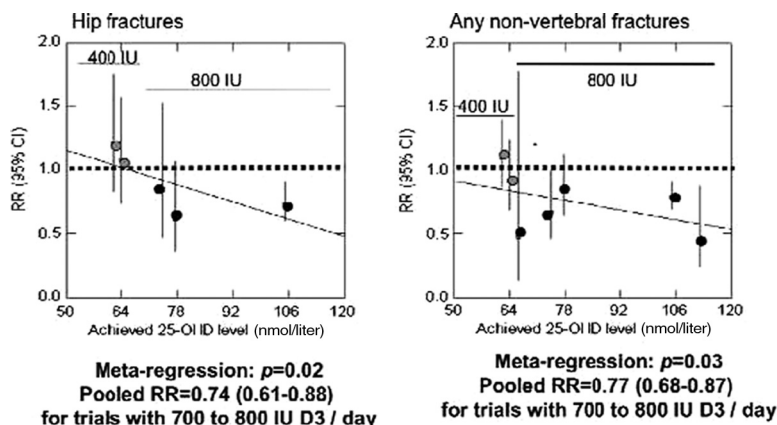 Hip fractures
400 IU
800 IU
2.0
1.5
1.0
0.5
0.0
RR (95% CI)
50 64 78 92 106 120
Achieved 25-OI ID level (nmol/liter)
Meta-regression: p=0.02
Pooled RR=0.74 (0.61-0.88)
for trials with 700 to 800 IU D3 / day
Any non-vertebral fractures
800 IU
400 IU
2.0
1.5
1.0
0.5
0.0
RR (95% CI)
50 64 78 92 106 120
Achieved 25-OI ID level (nmol/liter)
Meta-regression: p=0.03
Pooled RR=0.77 (0.68-0.87)
for trials with 700 to 800 IU D3 / day